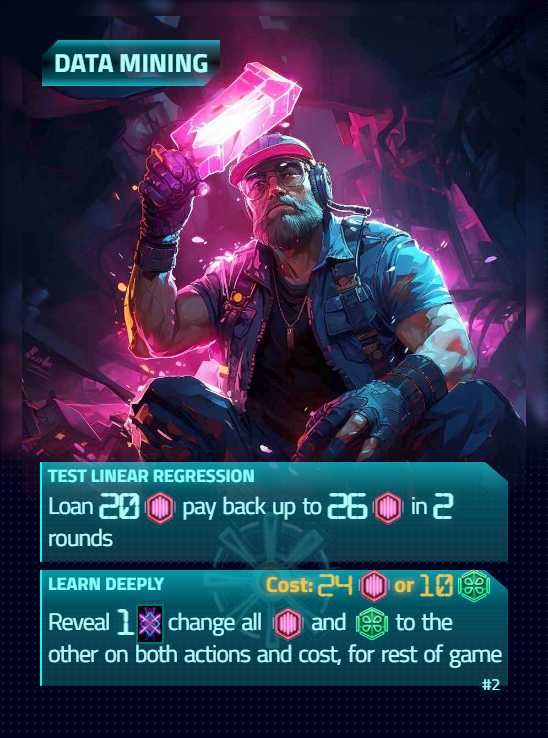 DATA MINING
TEST LINEAR REGRESSION
Loan 20 pay back up to 26 in 2
rounds
LEARN DEEPLY
Cost: 24 or 10
Reveal 1 change all and to the
other on both actions and cost, for rest of game
#2